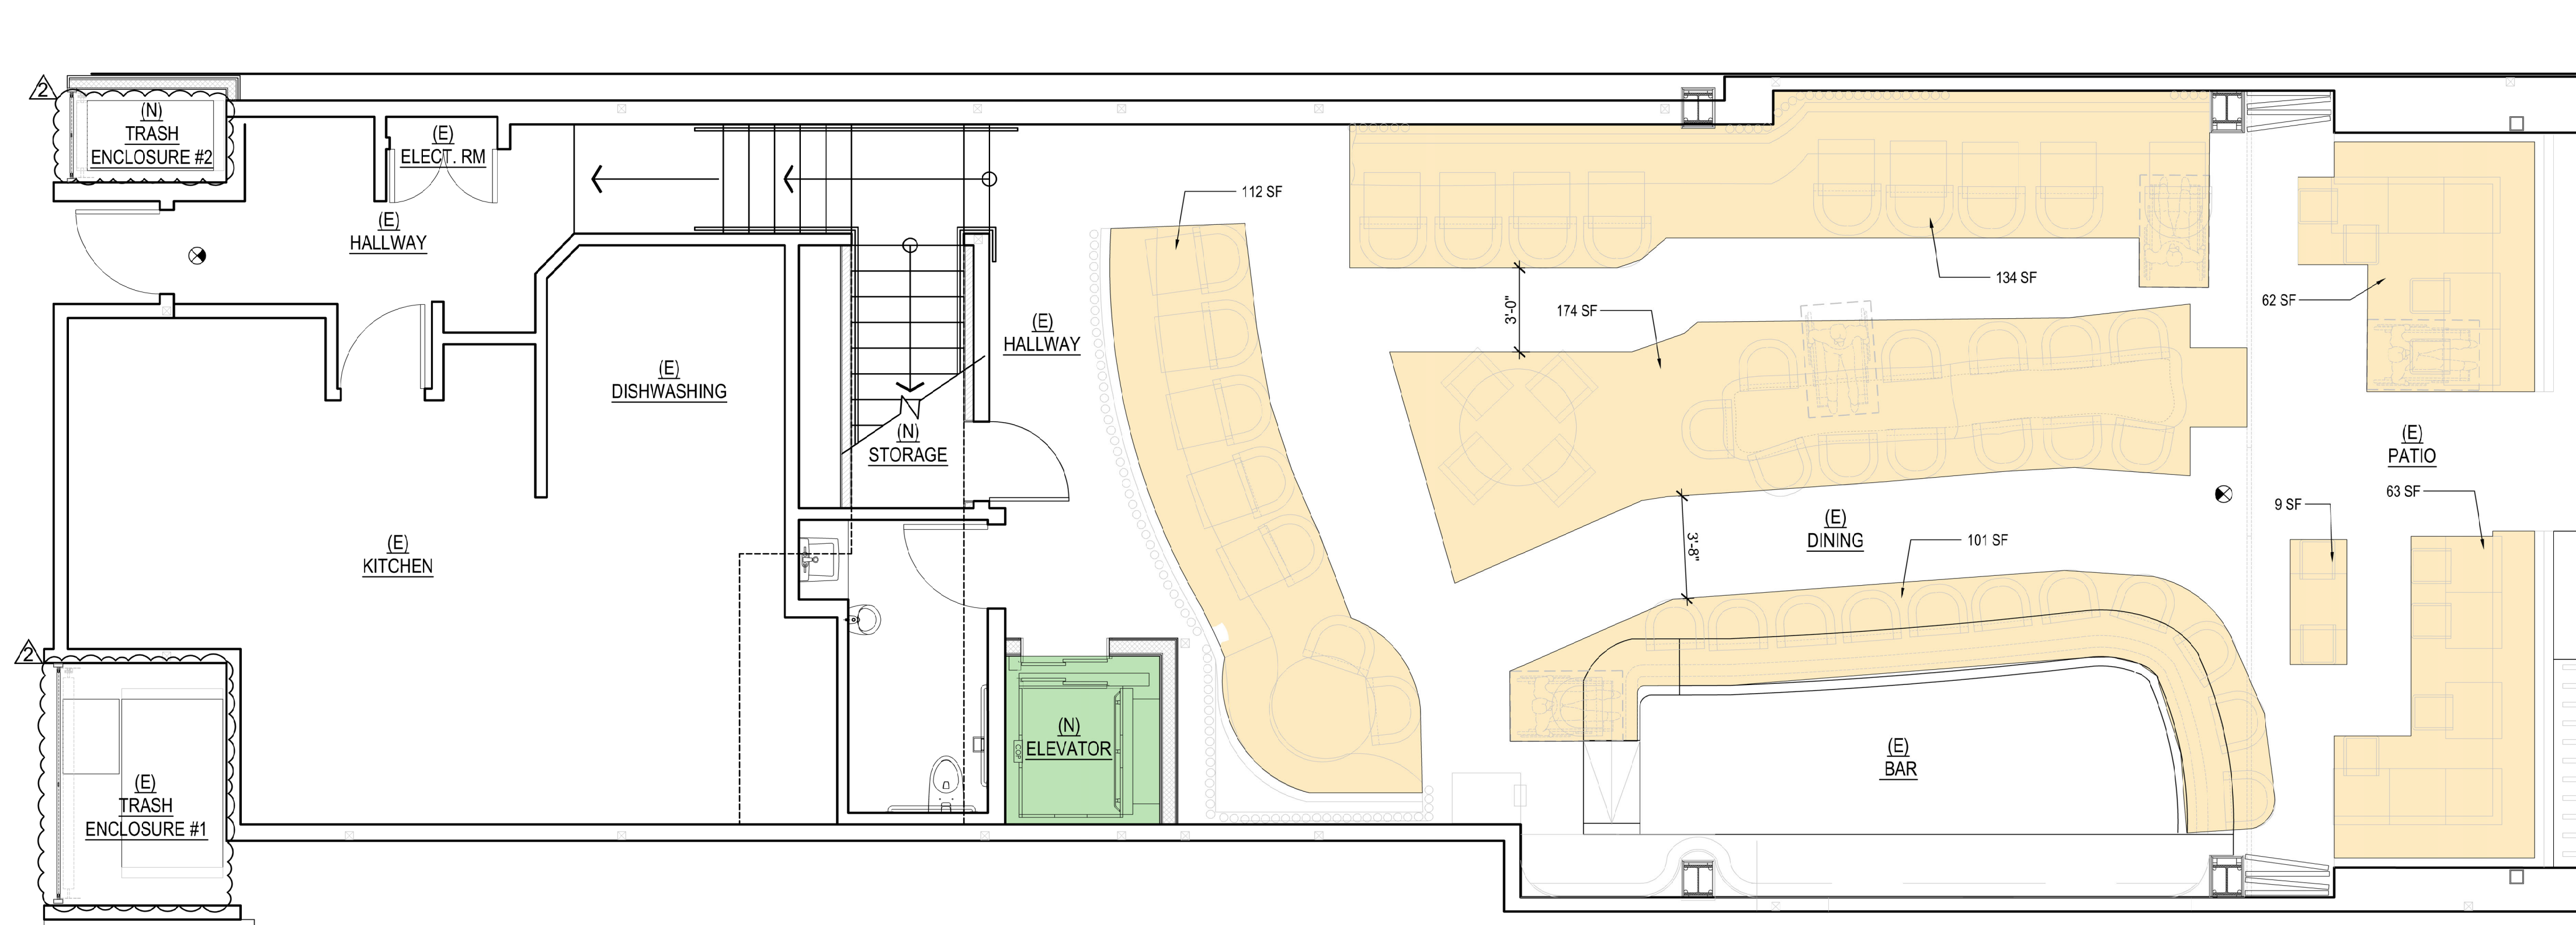 2
(N)
TRASH
ENCLOSURE #2
(E)
ELECT. RM
(E)
HALLWAY
112 SF
134 SF
3'-0"
174 SF
62 SF
(E)
HALLWAY
(E)
DISHWASHING
(N)
STORAGE
(E)
PATIO
9 SF
63 SF
(E)
KITCHEN
(E)
DINING
3'-8"
101 SF
2
(E)
TRASH
ENCLOSURE #1
(N)
ELEVATOR
(E)
BAR